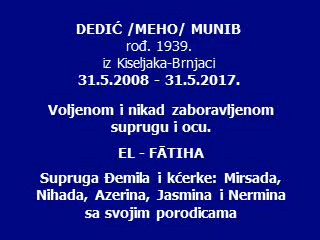 DEDIĆ /MEHO/ MUNIB
rođ. 1939.
iz Kiseljaka-Brnjaci
31.5.2008 - 31.5.2017.
Voljenom i nikad zaboravljenom
suprugu i ocu.
EL - FĀTIHA
Supruga Đemila i kćerke: Mirsada,
Nihada, Azerina, Jasmina i Nermina
sa svojim porodicama